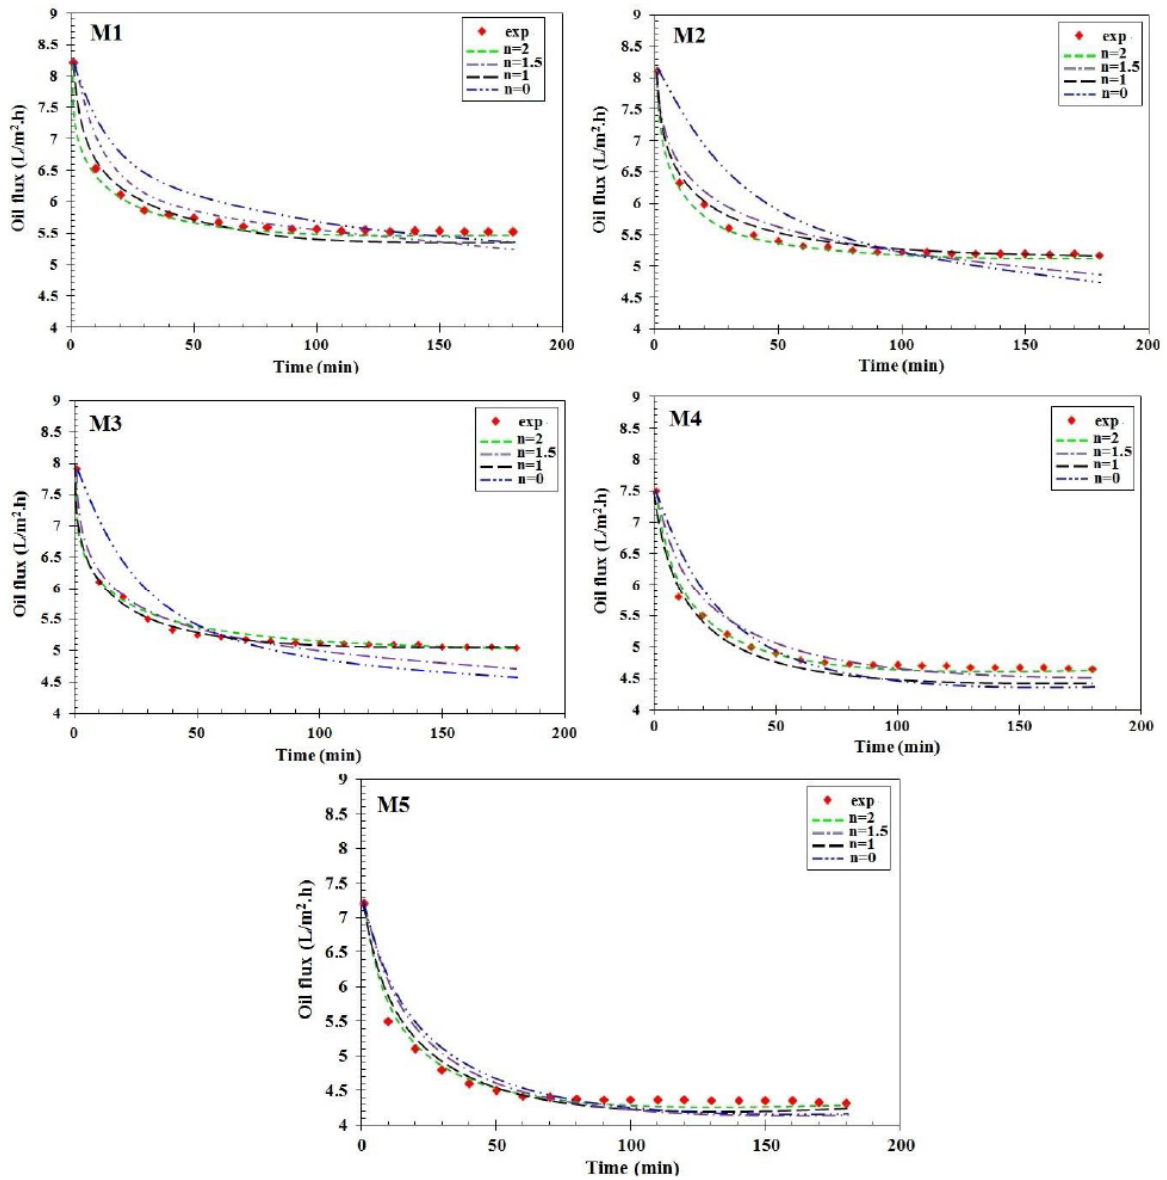 M1
exp
n=2
n=1.5
n=1
n=0
9
8.5
8
7.5
7
6.5
6
5.5
5
4.5
4
Oil flux (L/m².h)
0 50 100 150 200
Time (min)
M2
exp
n=2
n=1.5
n=1
n=0
9
8.5
8
7.5
7
6.5
6
5.5
5
4.5
4
Oil flux (L/m².h)
0 50 100 150 200
Time (min)
M3
exp
n=2
n=1.5
n=1
n=0
9
8.5
8
7.5
7
6.5
6
5.5
5
4.5
4
Oil flux (L/m².h)
0 50 100 150 200
Time (min)
M4
exp
n=2
n=1.5
n=1
n=0
9
8.5
8
7.5
7
6.5
6
5.5
5
4.5
4
Oil flux (L/m².h)
0 50 100 150 200
Time (min)
M5
exp
n=2
n=1.5
n=1
n=0
9
8.5
8
7.5
7
6.5
6
5.5
5
4.5
4
Oil flux (L/m².h)
0 50 100 150 200
Time (min)